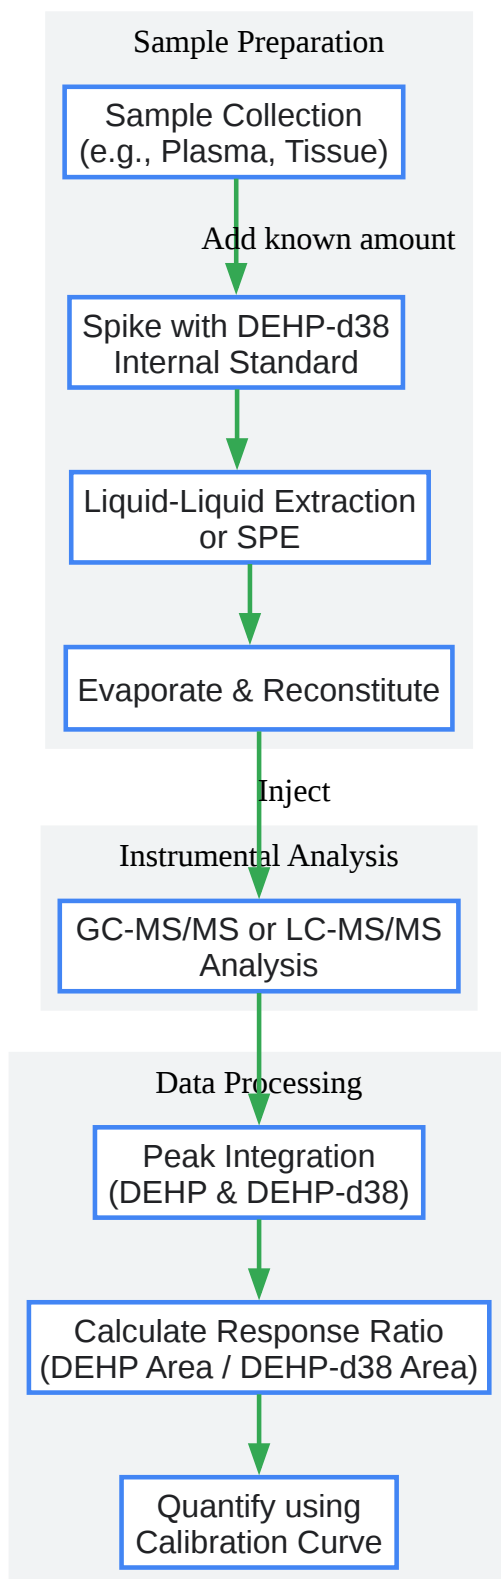 Sample Preparation
Sample Collection
(e.g., Plasma, Tissue)
Add known amount
Spike with DEHP-d38
Internal Standard
Liquid-Liquid Extraction
or SPE
Evaporate & Reconstitute
Inject
Instrumental Analysis
GC-MS/MS or LC-MS/MS
Analysis
Data Processing
Peak Integration
(DEHP & DEHP-d38)
Calculate Response Ratio
(DEHP Area / DEHP-d38 Area)
Quantify using
Calibration Curve